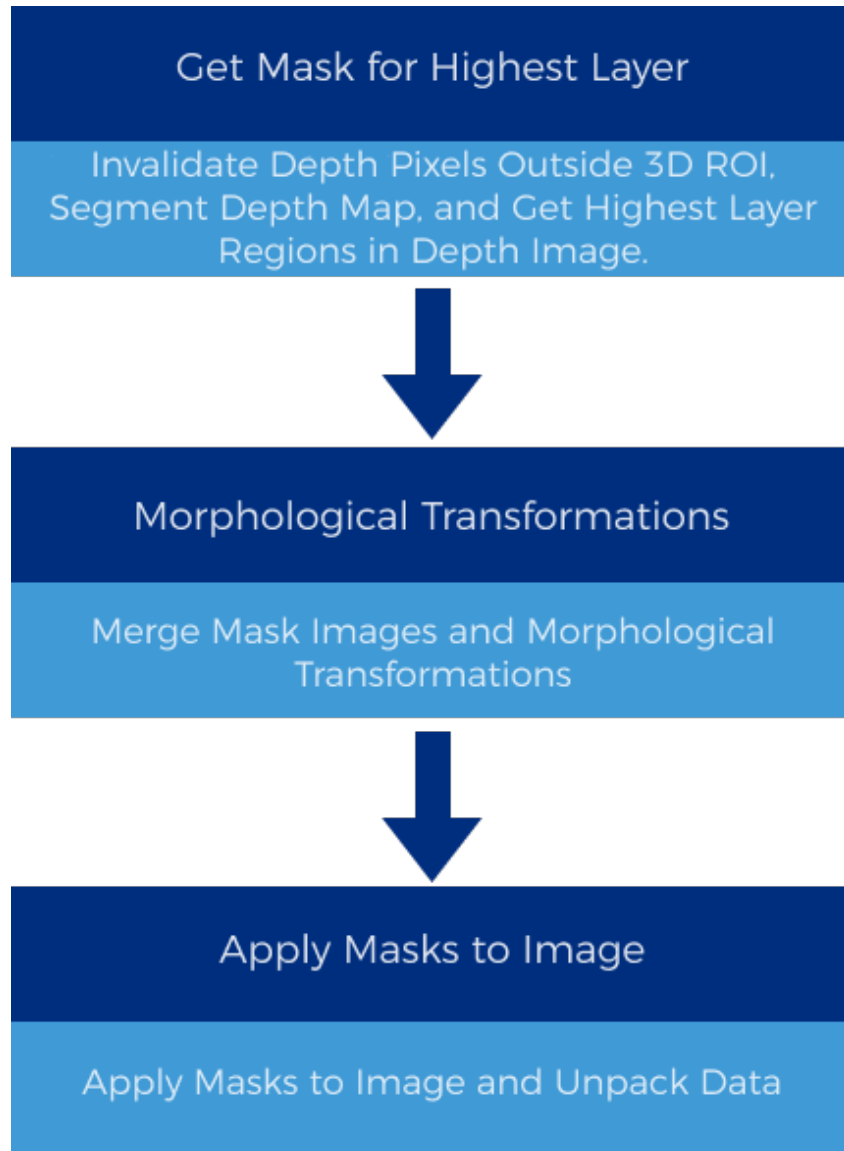 Get Mask for Highest Layer
Invalidate Depth Pixels Outside 3D ROI,
Segment Depth Map, and Get Highest Layer
Regions in Depth Image.
Morphological Transformations
Merge Mask Images and Morphological
Transformations
Apply Masks to Image
Apply Masks to Image and Unpack Data